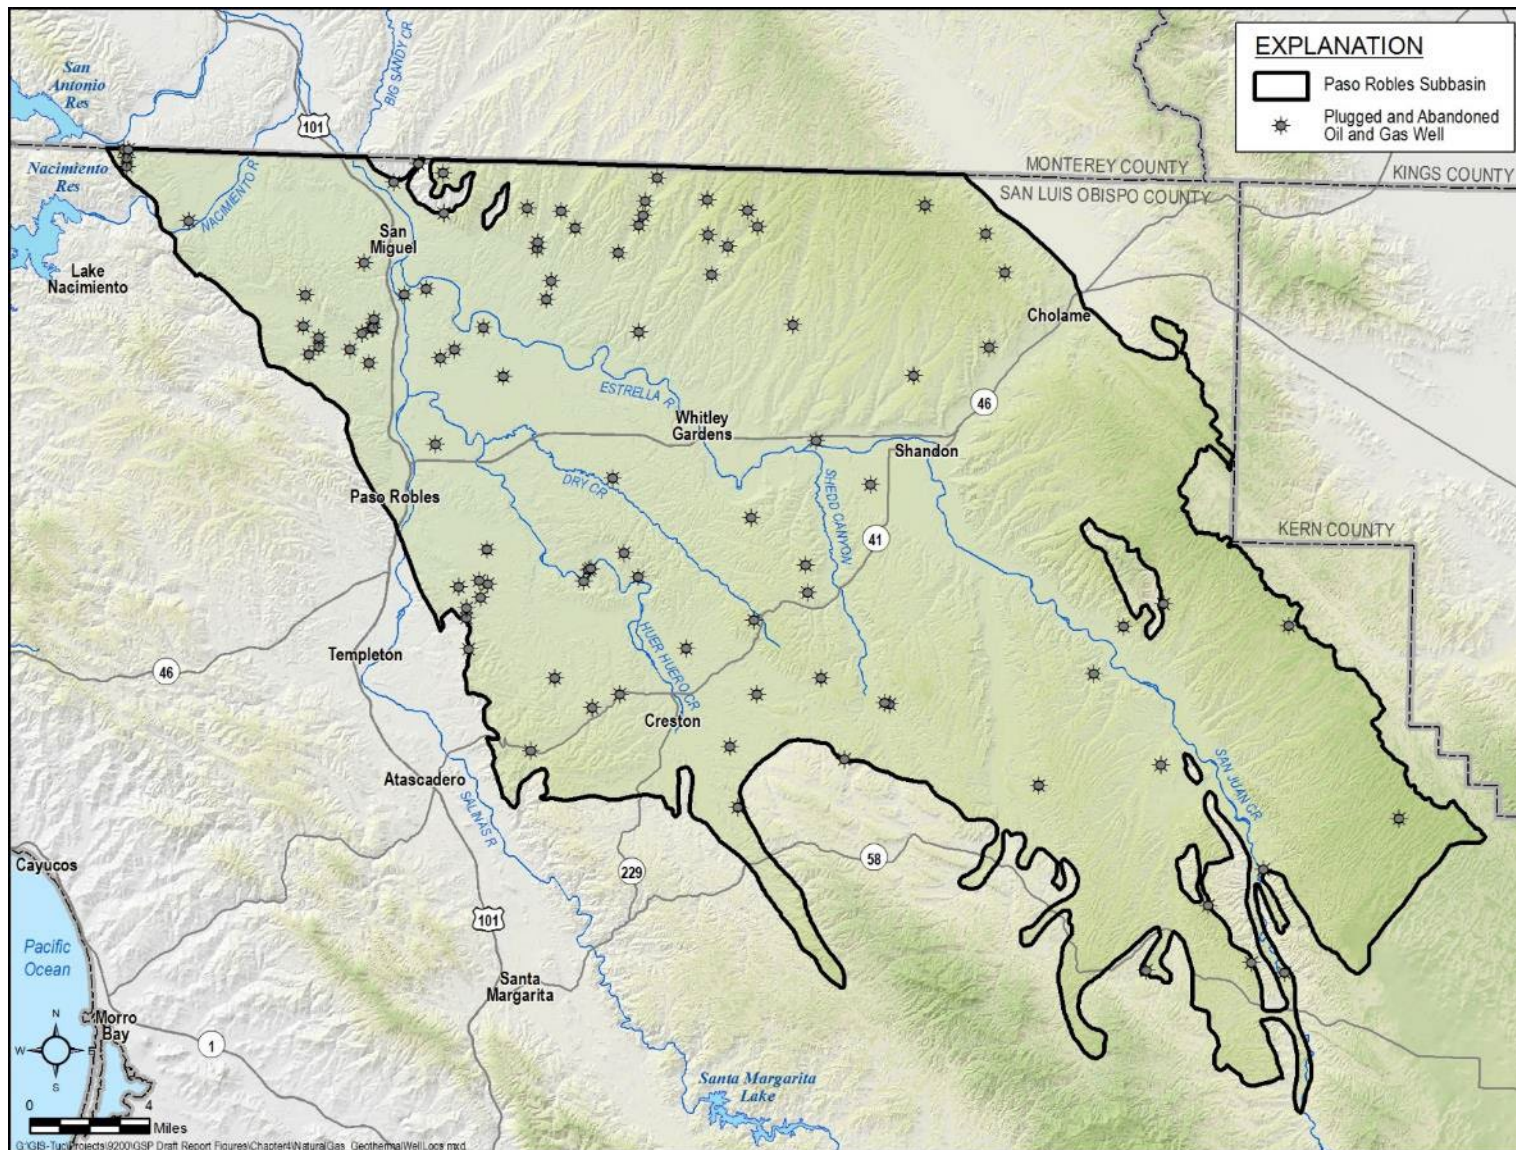 EXPLANATION
Paso Robles Subbasin
Plugged and Abandoned
Oil and Gas Well
San
Antonio
Res
BIG SANDY CR
101
Nacimiento
Res
NACIMIENTO R
MONTEREY COUNTY
KINGS COUNTY
SAN LUIS OBISPO COUNTY
San
Miguel
Lake
Nacimiento
Cholame
ESTRELLA R
46
Whitley
Gardens
Shandon
DRY CR
SHEDD CANYON
Paso Robles
KERN COUNTY
41
HUER HUERO CR
Templeton
46
Creston
SAN JUAN CR
Atascadero
SALINAS R
58
Cayucos
229
101
Pacific
Ocean
Santa
Margarita
N
W
E
S
Morro
Bay
1
Santa Margarita
Lake
0
4
Miles